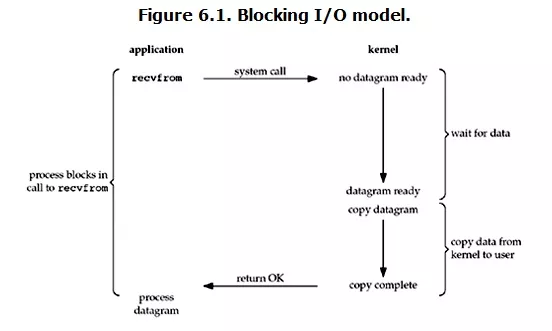 Figure 6.1. Blocking I/O model.
application
kernel
recvfrom
system call
no datagram ready
wait for data
process blocks in
call to recvfrom
datagram ready
copy datagram
copy data from
kernel to user
return OK
copy complete
process
datagram